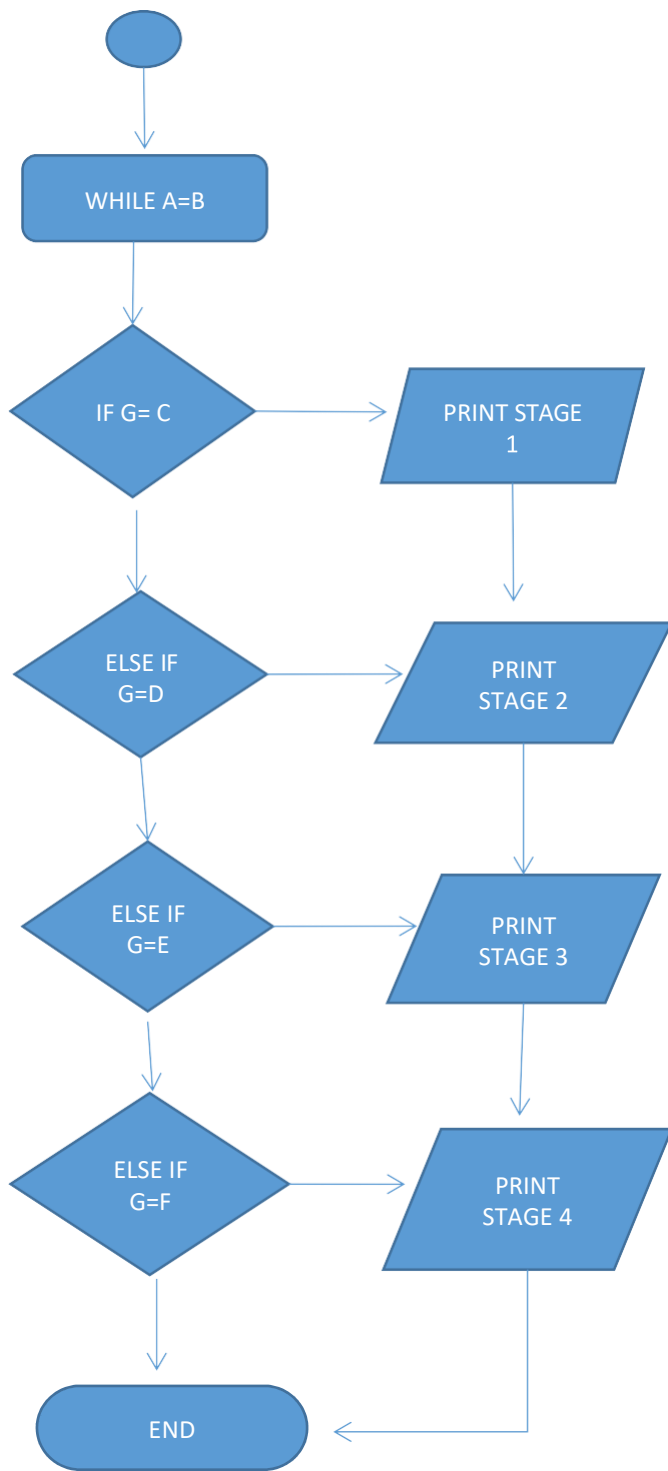 WHILE A=B
IF G= C
PRINT STAGE
1
ELSE IF
G=D
PRINT
STAGE 2
ELSE IF
G=E
PRINT
STAGE 3
ELSE IF
G=F
PRINT
STAGE 4
END